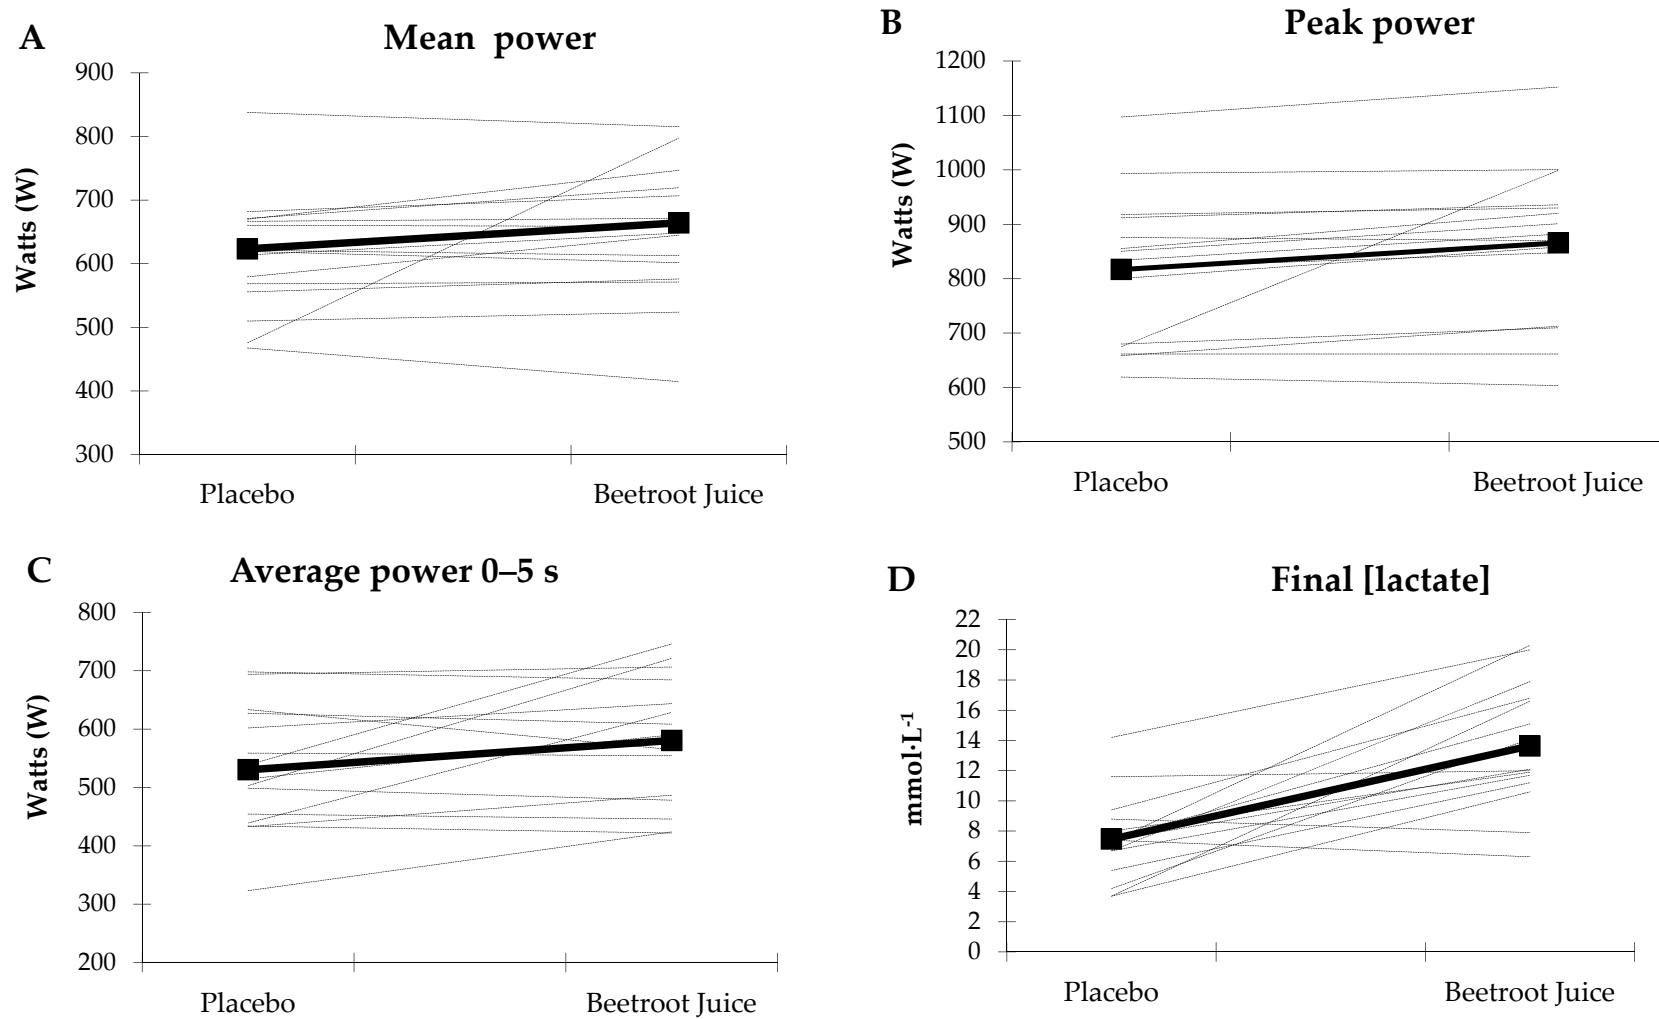 A
Mean power
Watts (W)
900
800
700
600
500
400
300
Placebo
Beetroot Juice
B
Peak power
Watts (W)
1200
1100
1000
900
800
700
600
500
Placebo
Beetroot Juice
C
Average power 0–5 s
Watts (W)
800
700
600
500
400
300
200
Placebo
Beetroot Juice
D
Final [lactate]
mmol·L⁻¹
22
20
18
16
14
12
10
8
6
4
2
0
Placebo
Beetroot Juice